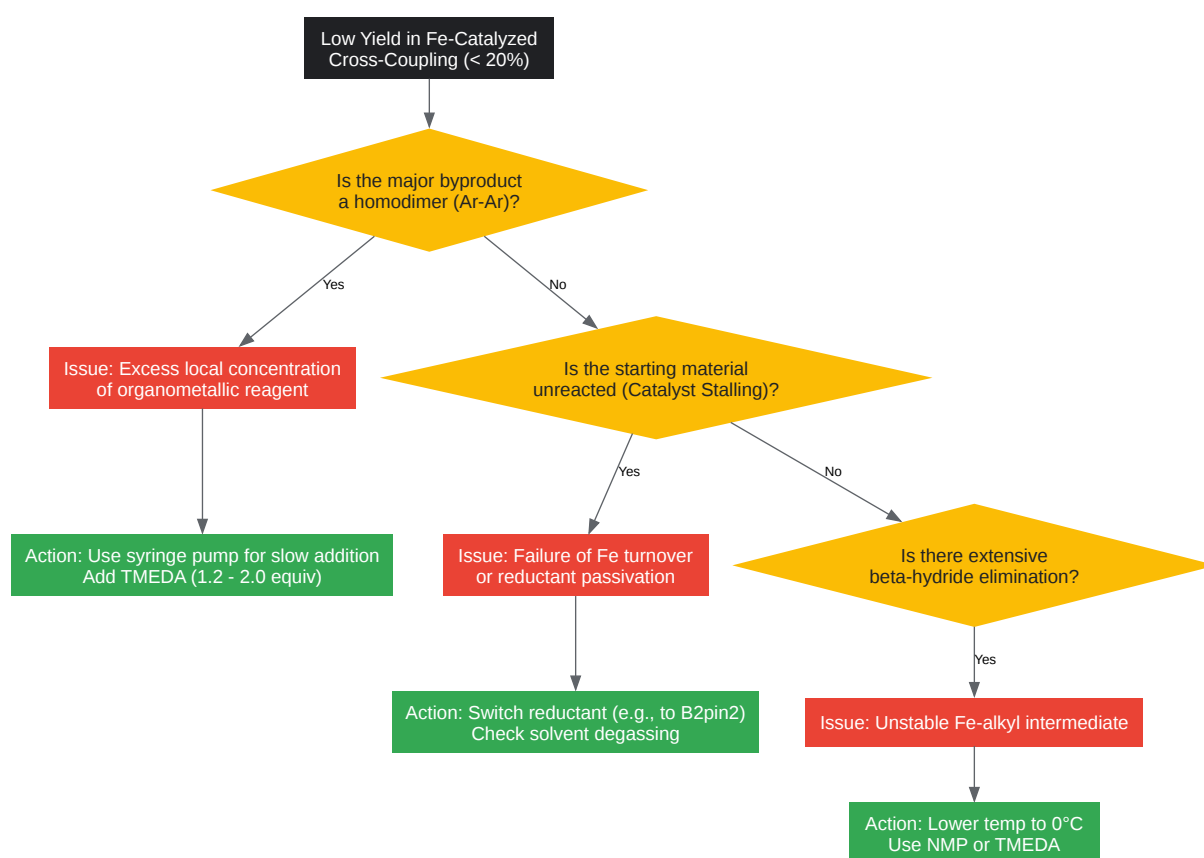 Low Yield in Fe-Catalyzed
Cross-Coupling (< 20%)
Is the major byproduct
a homodimer (Ar-Ar)?
Yes
No
Issue: Excess local concentration
of organometallic reagent
Is the starting material
unreacted (Catalyst Stalling)?
Yes
No
Action: Use syringe pump for slow addition
Add TMEDA (1.2 - 2.0 equiv)
Issue: Failure of Fe turnover
or reductant passivation
Is there extensive
beta-hydride elimination?
Yes
Action: Switch reductant (e.g., to B2pin2)
Check solvent degassing
Issue: Unstable Fe-alkyl intermediate
Action: Lower temp to 0°C
Use NMP or TMEDA